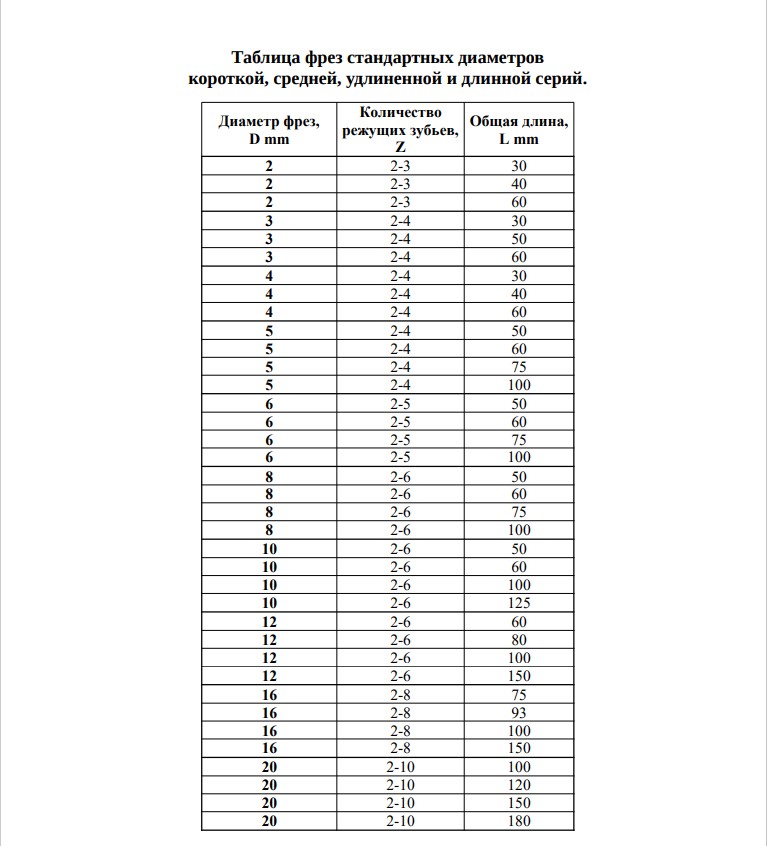 Таблица фрез стандартных диаметров
короткой, средней, удлиненной и длинной серий.
Диаметр фрез, D mm Количество режущих зубьев, Z Общая длина, L mm
2 2-3 30
2 2-3 40
2 2-3 60
3 2-4 30
3 2-4 50
3 2-4 60
4 2-4 30
4 2-4 40
4 2-4 60
5 2-4 50
5 2-4 60
5 2-4 75
5 2-4 100
6 2-5 50
6 2-5 60
6 2-5 75
6 2-5 100
8 2-6 50
8 2-6 60
8 2-6 75
8 2-6 100
10 2-6 50
10 2-6 60
10 2-6 100
10 2-6 125
12 2-6 60
12 2-6 80
12 2-6 100
12 2-6 150
16 2-8 75
16 2-8 93
16 2-8 100
16 2-8 150
20 2-10 100
20 2-10 120
20 2-10 150
20 2-10 180